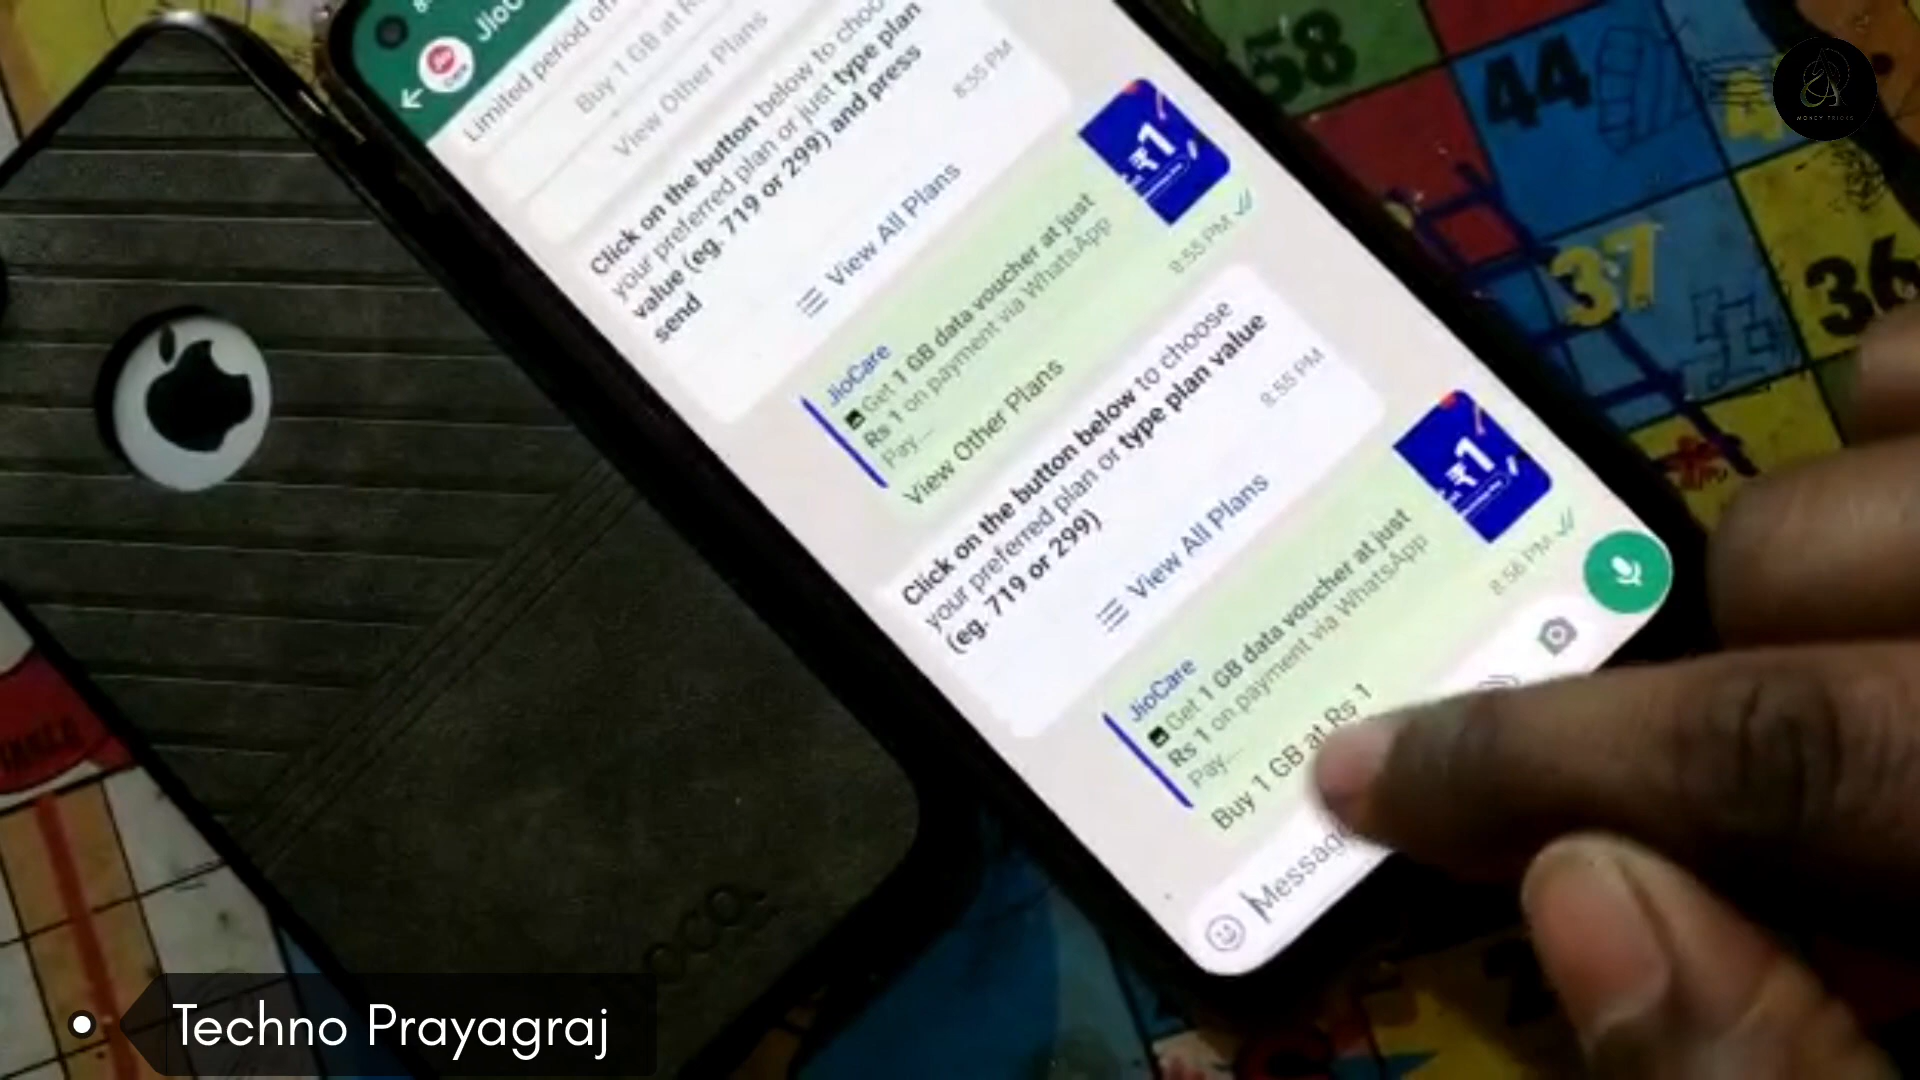 Limited period of
Buy 1 GB at R
View Other Plans
Click on the button below to choo
your preferred plan or just type plan
value (eg. 719 or 299) and press
send
8:55 PM
View All Plans
₹1
JioCare
Get 1 GB data voucher at just
Rs 1 on payment via WhatsApp
Pay...
View Other Plans
8:55 PM
Click on the button below to choose
your preferred plan or type plan value
(eg. 719 or 299)
8:55 PM
View All Plans
₹1
JioCare
Get 1 GB data voucher at just
Rs 1 on payment via WhatsApp
Pay...
Buy 1 GB at Rs 1
8:56 PM
Message
58
44
37
36
MONEY TRICKS
Techno Prayagraj